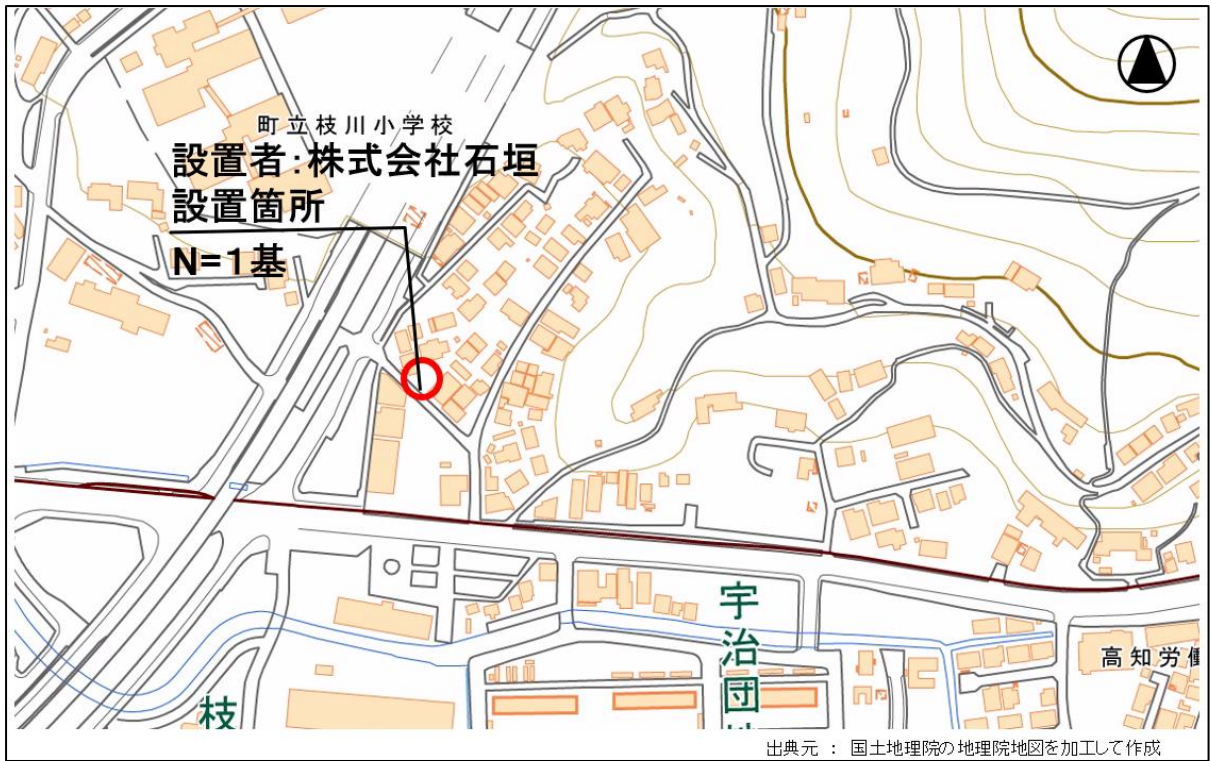 町立枝川小学校
設置者:株式会社石垣
設置箇所
N=1基
宇治団
高知労働
枝
出典元 : 国土地理院の地理院地図を加工して作成